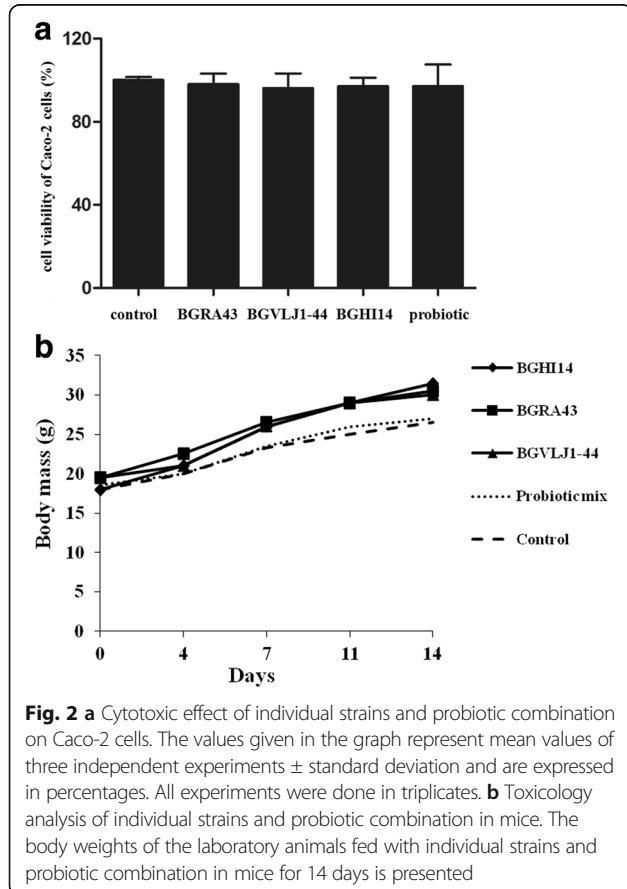 a
120
80
40
0
cell viability of Caco-2 cells (%)
control BGRA43 BGVLJ1-44 BGHI14 probiotic
b
35
30
25
20
15
10
5
0
Body mass (g)
0 4 7 11 14
Days
BGHI14
BGRA43
BGVLJ1-44
Probiotic mix
Control
Fig. 2 a Cytotoxic effect of individual strains and probiotic combination
on Caco-2 cells. The values given in the graph represent mean values of
three independent experiments ± standard deviation and are expressed
in percentages. All experiments were done in triplicates. b Toxicology
analysis of individual strains and probiotic combination in mice. The
body weights of the laboratory animals fed with individual strains and
probiotic combination in mice for 14 days is presented